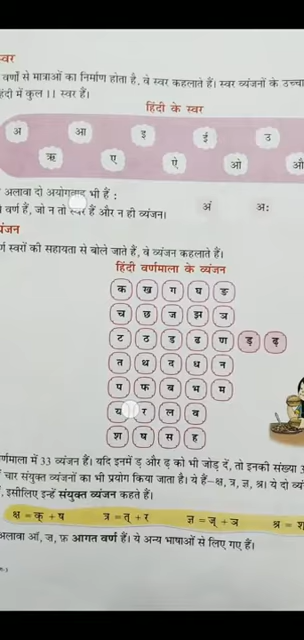 स्वर
वर्णों से मात्राओं का निर्माण होता है, वे स्वर कहलाते हैं। स्वर व्यंजनों के उच्चा
हिंदी में कुल 11 स्वर हैं।
हिंदी के स्वर
अ आ इ ई उ
ऋ ए ऐ ओ औ
अलावा दो अयोगवाह भी हैं :
वर्ण हैं, जो न तो स्वर हैं और न ही व्यंजन। अं अः
यंजन
र्ण स्वरों की सहायता से बोले जाते हैं, वे व्यंजन कहलाते हैं।
हिंदी वर्णमाला के व्यंजन
क ख ग घ ङ
च छ ज झ ञ
ट ठ ड ढ ण ड़ ढ़
त थ द ध न
प फ ब भ म
य र ल व
श ष स ह
र्णमाला में 33 व्यंजन हैं। यदि इनमें ड़ और ढ़ को भी जोड़ दें, तो इनकी संख्या 3
चार संयुक्त व्यंजनों का भी प्रयोग किया जाता है। ये हैं–क्ष, त्र, ज्ञ, श्र। ये दो व्यं
, इसीलिए इन्हें संयुक्त व्यंजन कहते हैं।
क्ष = क् + ष त्र = त् + र ज्ञ = ज् + ञ श्र = श
अलावा ऑ, ज़, फ़ आगत वर्ण हैं। ये अन्य भाषाओं से लिए गए हैं।